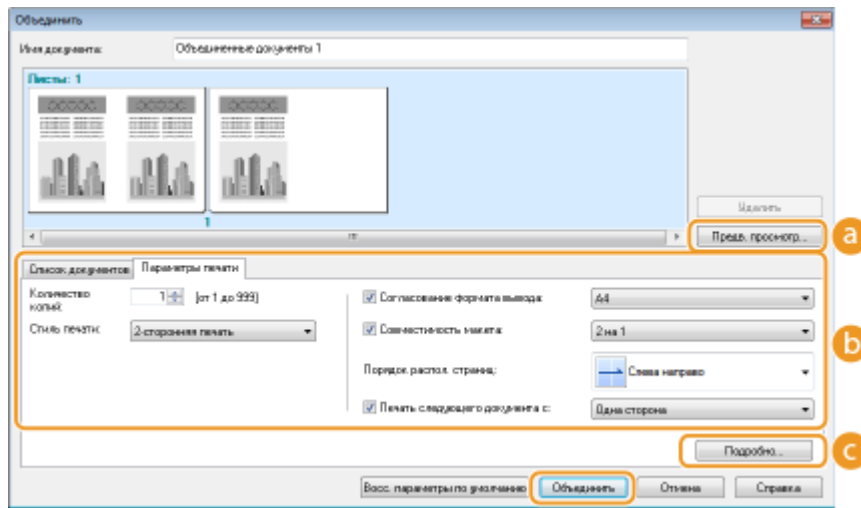 Объединить
Имя документа: Объединенные документы 1
Листы: 1
1
Удалить
Предв. просмотр...
a
Список документов Параметры печати
Количество копий: 1 [от 1 до 999]
Стиль печати: 2-сторонняя печать
Согласование формата вывода: A4
Совместимость макета: 2 на 1
Порядок распол. страниц: Слева направо
Печать следующего документа с: Одна сторона
b
Подробно...
c
Восс. параметры по умолчанию Объединить Отмена Справка